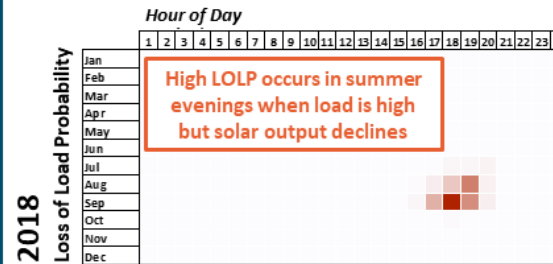 Hour of Day
1 2 3 4 5 6 7 8 9 10 11 12 13 14 15 16 17 18 19 20 21 22 23
2018
Loss of Load Probability
Jan
Feb
Mar
Apr
May
Jun
Jul
Aug
Sep
Oct
Nov
Dec
High LOLP occurs in summer
evenings when load is high
but solar output declines